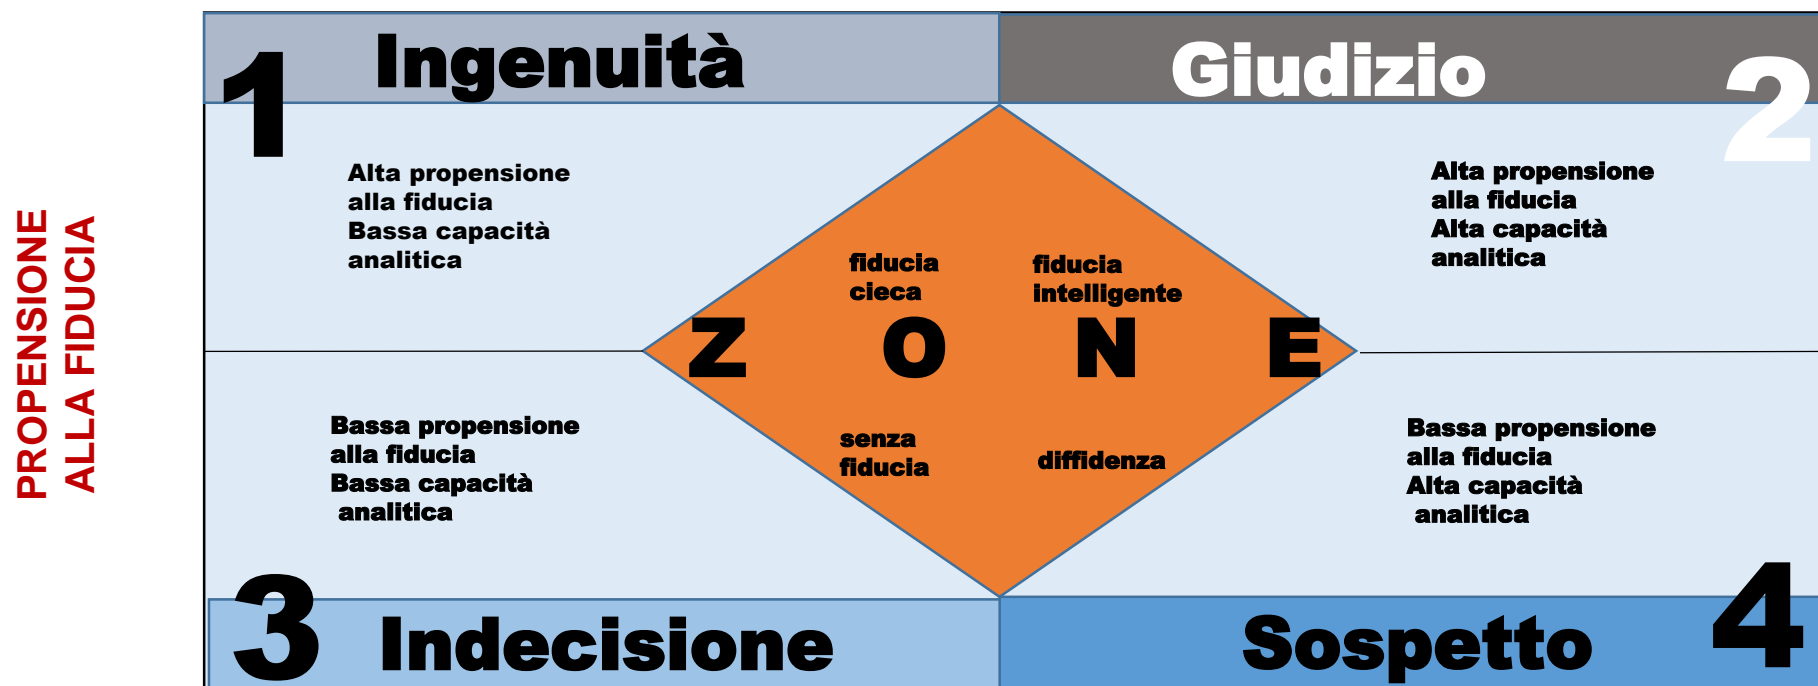 PROPENSIONE
ALLA FIDUCIA
1
Ingenuità
Giudizio
2
Alta propensione
alla fiducia
Bassa capacità
analitica
Alta propensione
alla fiducia
Alta capacità
analitica
fiducia
cieca
fiducia
intelligente
Z O N E
senza
fiducia
diffidenza
Bassa propensione
alla fiducia
Bassa capacità
analitica
Bassa propensione
alla fiducia
Alta capacità
analitica
3
Indecisione
Sospetto
4